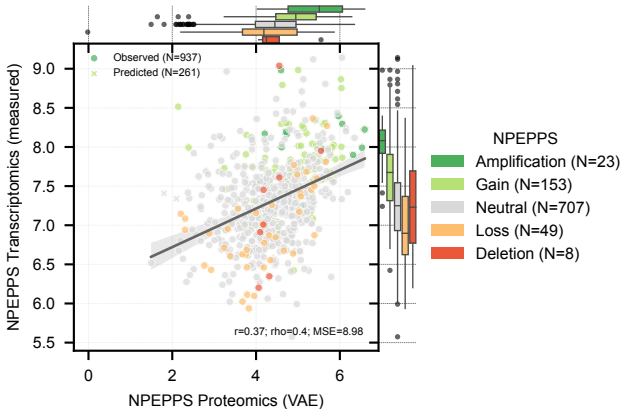 Observed (N=937)
Predicted (N=261)
9.0
8.5
8.0
7.5
7.0
6.5
6.0
5.5
NPEPPS Transcriptomics (measured)
r=0.37; rho=0.4; MSE=8.98
0 2 4 6
NPEPPS Proteomics (VAE)
NPEPPS
Amplification (N=23)
Gain (N=153)
Neutral (N=707)
Loss (N=49)
Deletion (N=8)